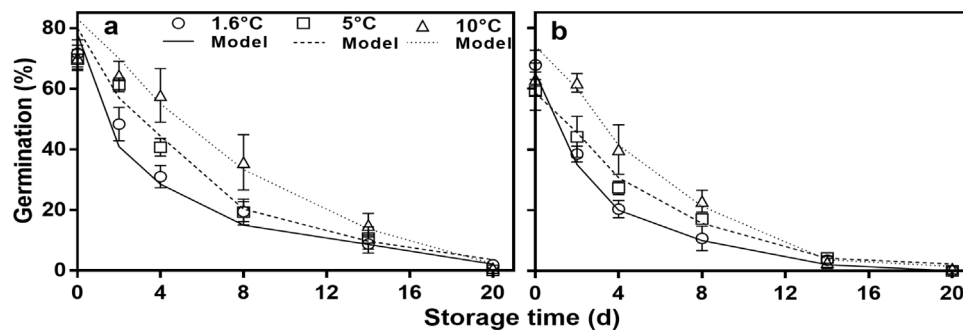 a 1.6°C 5°C 10°C
Model Model Model
b
Germination (%)
80
60
40
20
0
0 4 8 12 16 20
0 4 8 12 16 20
Storage time (d)